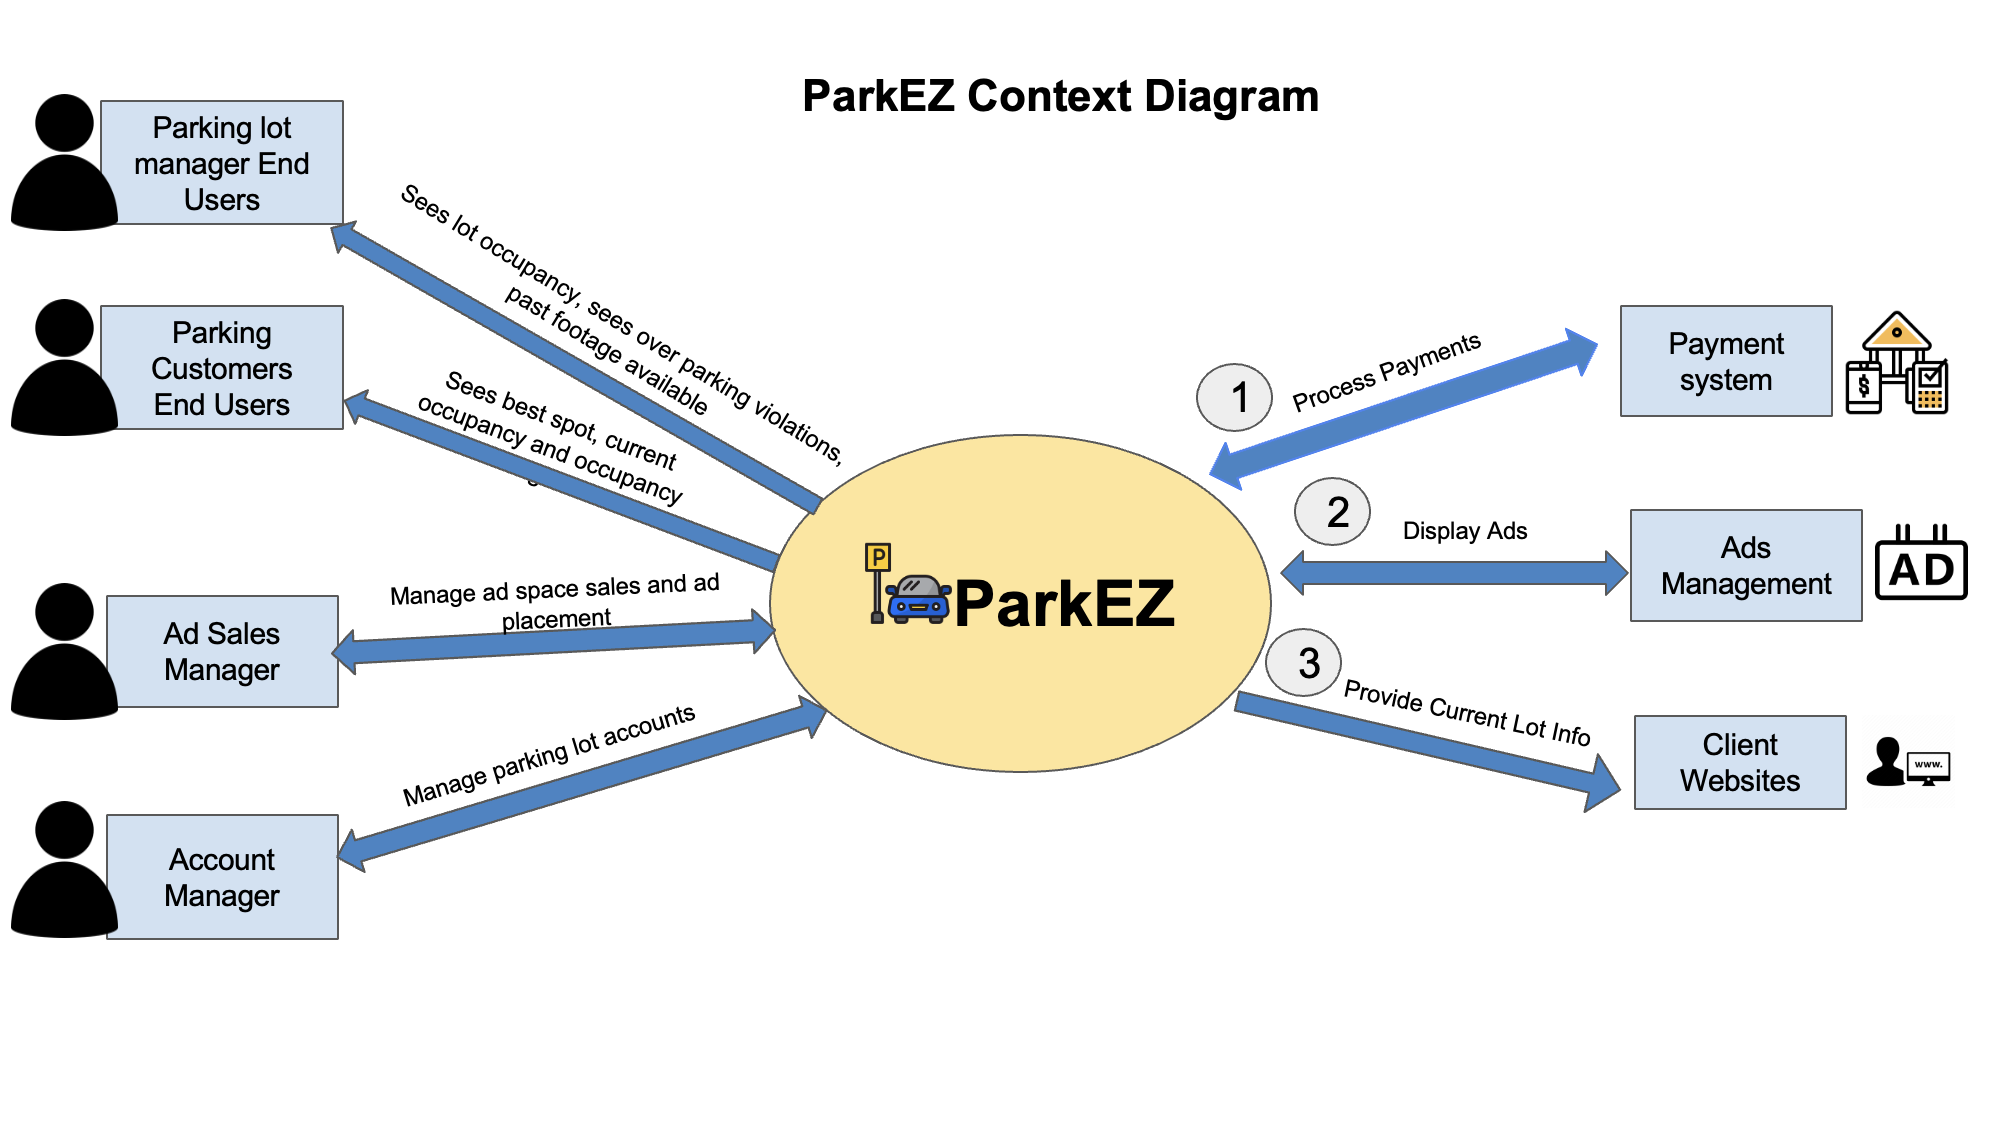 ParkEZ Context Diagram
Parking lot
manager End
Users
Sees lot occupancy, sees over parking violations,
past footage available
Parking
Customers
End Users
Sees best spot, current
occupancy and occupancy
Ad Sales
Manager
Manage ad space sales and ad
placement
Account
Manager
Manage parking lot accounts
P
ParkEZ
1
Process Payments
Payment
system
$
2
Display Ads
Ads
Management
AD
3
Provide Current Lot Info
Client
Websites
www.